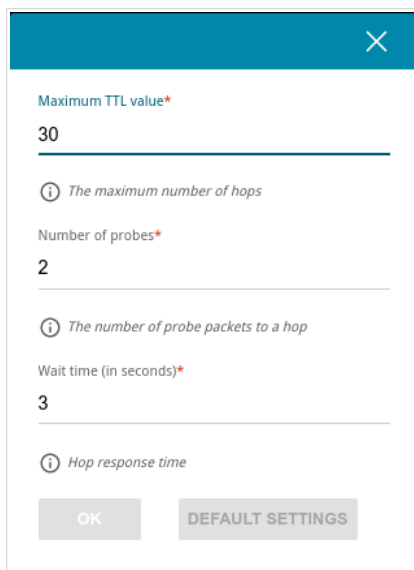 Maximum TTL value*
30
The maximum number of hops
Number of probes*
2
The number of probe packets to a hop
Wait time (in seconds)*
3
Hop response time
OK DEFAULT SETTINGS